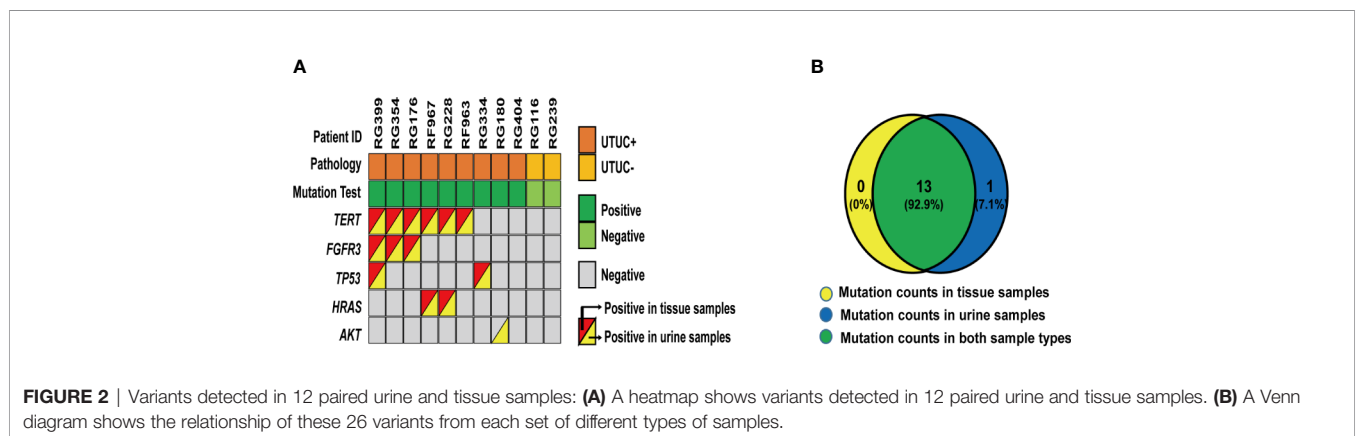 A
B
RG399 RG354 RG176 RF967 RG228 RF963 RG334 RG180 RG404 RG116 RG239
Patient ID
Pathology
Mutation Test
TERT
FGFR3
TP53
HRAS
AKT
UTUC+
UTUC-
Positive
Negative
Negative
Positive in tissue samples
Positive in urine samples
0
(0%)
13
(92.9%)
1
(7.1%)
Mutation counts in tissue samples
Mutation counts in urine samples
Mutation counts in both sample types
FIGURE 2 | Variants detected in 12 paired urine and tissue samples: (A) A heatmap shows variants detected in 12 paired urine and tissue samples. (B) A Venn
diagram shows the relationship of these 26 variants from each set of different types of samples.